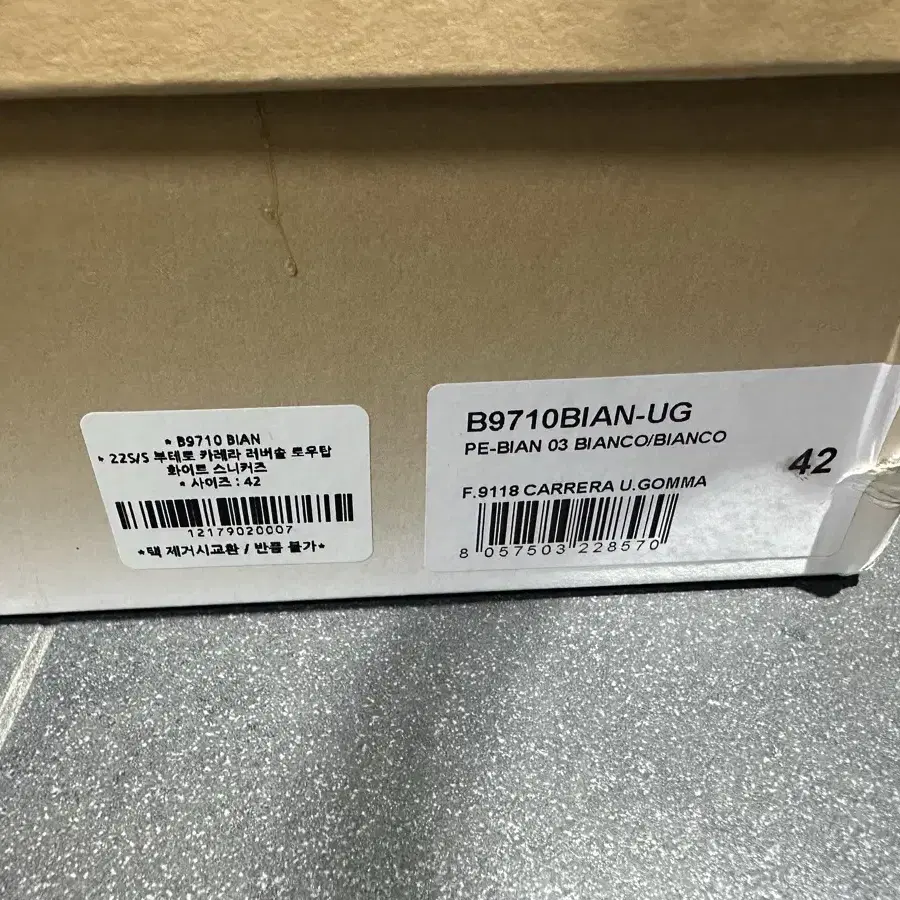 * B9710 BIAN
* 22S/S 부테로 카레라 러버솔 로우탑
화이트 스니커즈
* 사이즈 : 42
12179020007
*택 제거시교환 / 반품 불가*
B9710BIAN-UG
PE-BIAN 03 BIANCO/BIANCO
42
F.9118 CARRERA U.GOMMA
8 057503 228570